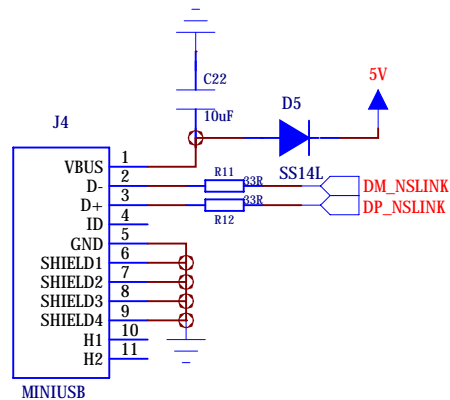 C22
10uF
5V
D5
SS14L
J4
VBUS 1
D- 2
R11 33R
DM_NSLINK
D+ 3
R12 33R
DP_NSLINK
ID 4
GND 5
SHIELD1 6
SHIELD2 7
SHIELD3 8
SHIELD4 9
H1 10
H2 11
MINIUSB